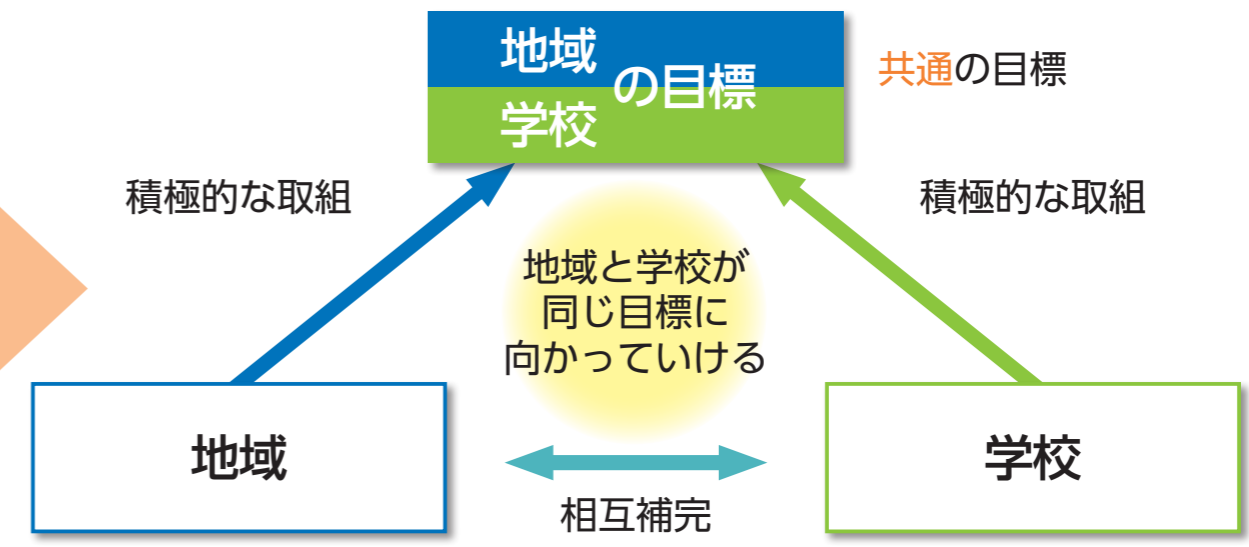 地域
学校
の目標
共通の目標
積極的な取組
積極的な取組
地域と学校が
同じ目標に
向かっていける
地域
学校
相互補完